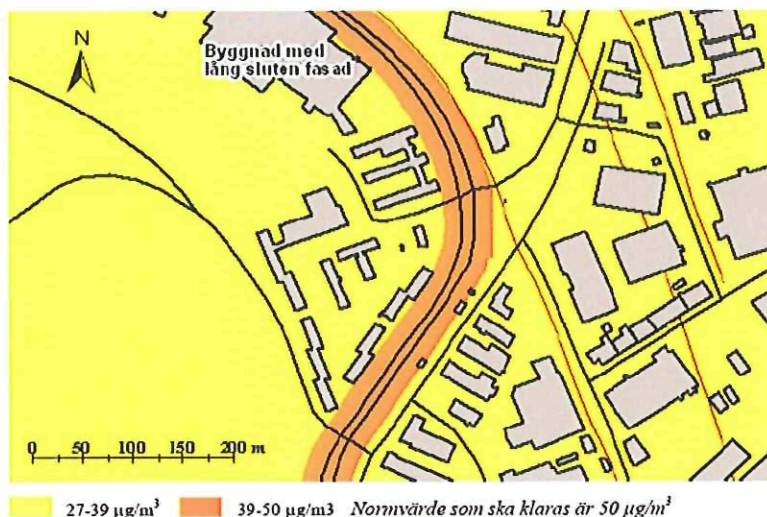 N
Byggnad med
lång sluten fasad
0 50 100 150 200 m
27-39 µg/m³ 39-50 µg/m3 Normvärde som ska klaras är 50 µg/m³